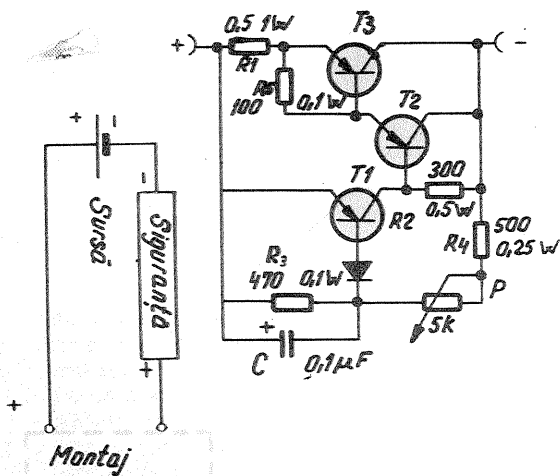 0.5 1W
T3
+
-
R1
R5
100
0,1W
T2
+
-
T1
300
0,5W
R2
-
Sursă
Siguranța
R4
500
0,25W
R3
470
0,1W
P
+
5k
C
0,1µF
+
+
Montaj